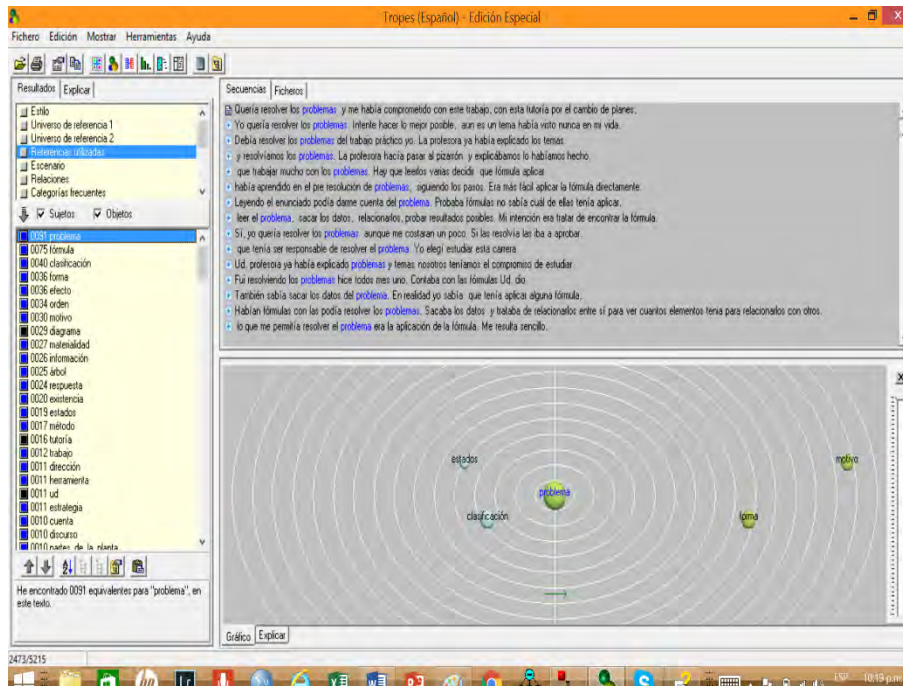 Tropes (Español) - Edición Especial
Fichero Edición Mostrar Herramientas Ayuda
Resultados Explicar
Estilo
Universo de referencia 1
Universo de referencia 2
Referencias utilizadas
Escenario
Relaciones
Categorías frecuentes
Sujetos Objetos
0091 problema
0075 fórmula
0040 clasificación
0036 forma
0036 efecto
0034 orden
0030 motivo
0029 diagrama
0027 materialidad
0026 información
0025 árbol
0024 respuesta
0020 existencia
0019 estados
0017 método
0016 tutoría
0012 trabajo
0011 dirección
0011 herramienta
0011 ud
0011 estrategia
0010 cuenta
0010 discurso
0010 partes de la planta
He encontrado 0091 equivalentes para "problema", en
este texto.
Secuencias Ficheros
Quería resolver los problemas y me había comprometido con este trabajo, con esta tutoría por el cambio de planes.
Yo quería resolver los problemas. Intente hacer lo mejor posible, aun es un tema había visto nunca en mi vida.
Debía resolver los problemas del trabajo práctico yo. La profesora ya había explicado los temas
y resolvíamos los problemas. La profesora hacía pasar al pizarrón y explicábamos lo habíamos hecho.
que trabajar mucho con los problemas. Hay que leerlos varias decidir que fórmula aplicar
había aprendido en el pre resolución de problemas, siguiendo los pasos. Era más fácil aplicar la fórmula directamente.
Leyendo el enunciado podía darme cuenta del problema. Probaba fórmulas no sabía cuál de ellas tenía aplicar.
leer el problema, sacar los datos, relacionarlos, probar resultados posibles. Mi intención era tratar de encontrar la fórmula.
Sí, yo quería resolver los problemas aunque me costaran un poco. Si las resolvía las iba a aprobar.
que tenía ser responsable de resolver el problema. Yo elegí estudiar esta carrera
Ud. profesora ya había explicado problemas y temas nosotros teníamos el compromiso de estudiar
Fui resolviendo los problemas hice todos mes uno. Contaba con las fórmulas Ud. dio
También sabía sacar los datos del problema. En realidad yo sabía que tenía aplicar alguna fórmula.
Habían fórmulas con las podía resolver los problemas. Sacaba los datos y trataba de relacionarlos entre sí para ver cuantos elementos tenia para relacionarlos con otros.
lo que me permitía resolver el problema era la aplicación de la fórmula. Me resulta sencillo.
estados
motivo
problema
clasificación
forma
Gráfico Explicar
2473/5215
ESP 10:19 p.m.